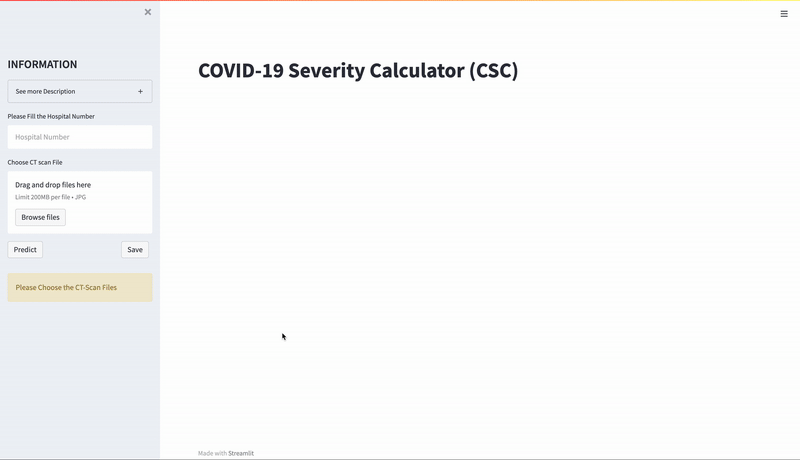 INFORMATION
See more Description
Please Fill the Hospital Number
Hospital Number
Choose CT scan File
Drag and drop files here
Limit 200MB per file • JPG
Browse files
Predict
Save
Please Choose the CT-Scan Files
COVID-19 Severity Calculator (CSC)
Made with Streamlit